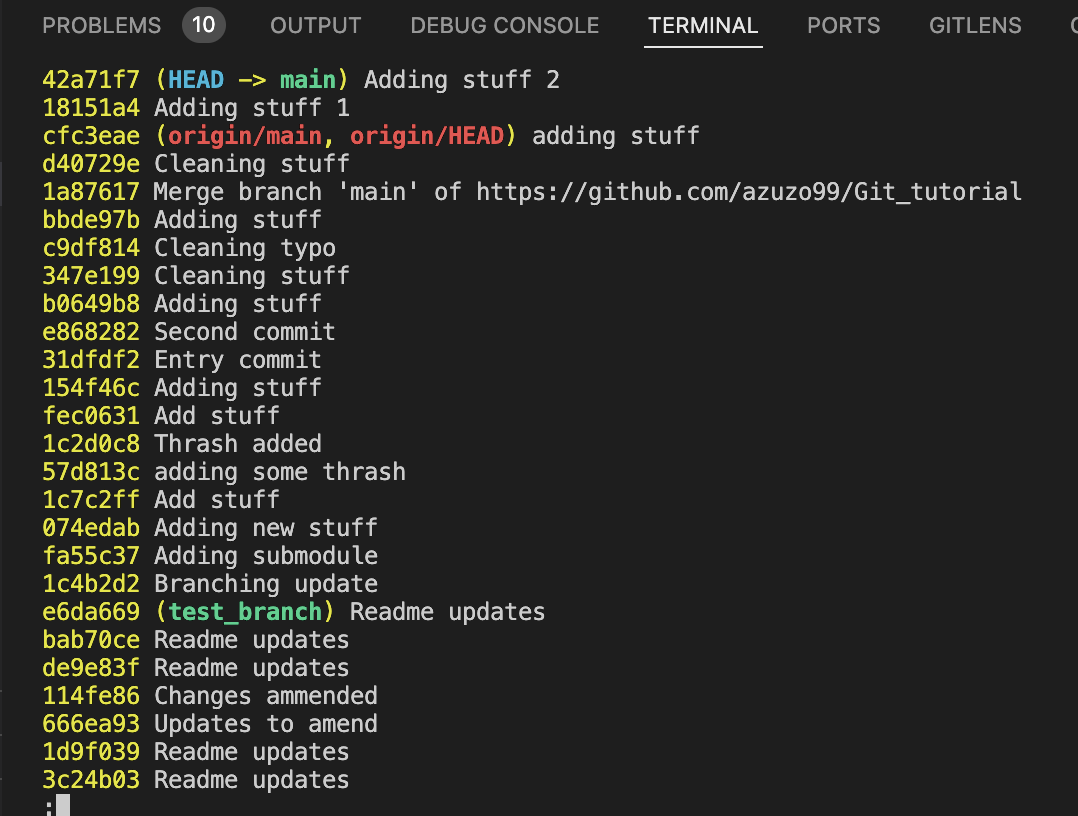 PROBLEMS 10 OUTPUT DEBUG CONSOLE TERMINAL PORTS GITLENS
42a71f7 (HEAD -> main) Adding stuff 2
18151a4 Adding stuff 1
cfc3eae (origin/main, origin/HEAD) adding stuff
d40729e Cleaning stuff
1a87617 Merge branch 'main' of https://github.com/azuzo99/Git_tutorial
bbde97b Adding stuff
c9df814 Cleaning typo
347e199 Cleaning stuff
b0649b8 Adding stuff
e868282 Second commit
31dfdf2 Entry commit
154f46c Adding stuff
fec0631 Add stuff
1c2d0c8 Thrash added
57d813c adding some thrash
1c7c2ff Add stuff
074edab Adding new stuff
fa55c37 Adding submodule
1c4b2d2 Branching update
e6da669 (test_branch) Readme updates
bab70ce Readme updates
de9e83f Readme updates
114fe86 Changes ammended
666ea93 Updates to amend
1d9f039 Readme updates
3c24b03 Readme updates
: